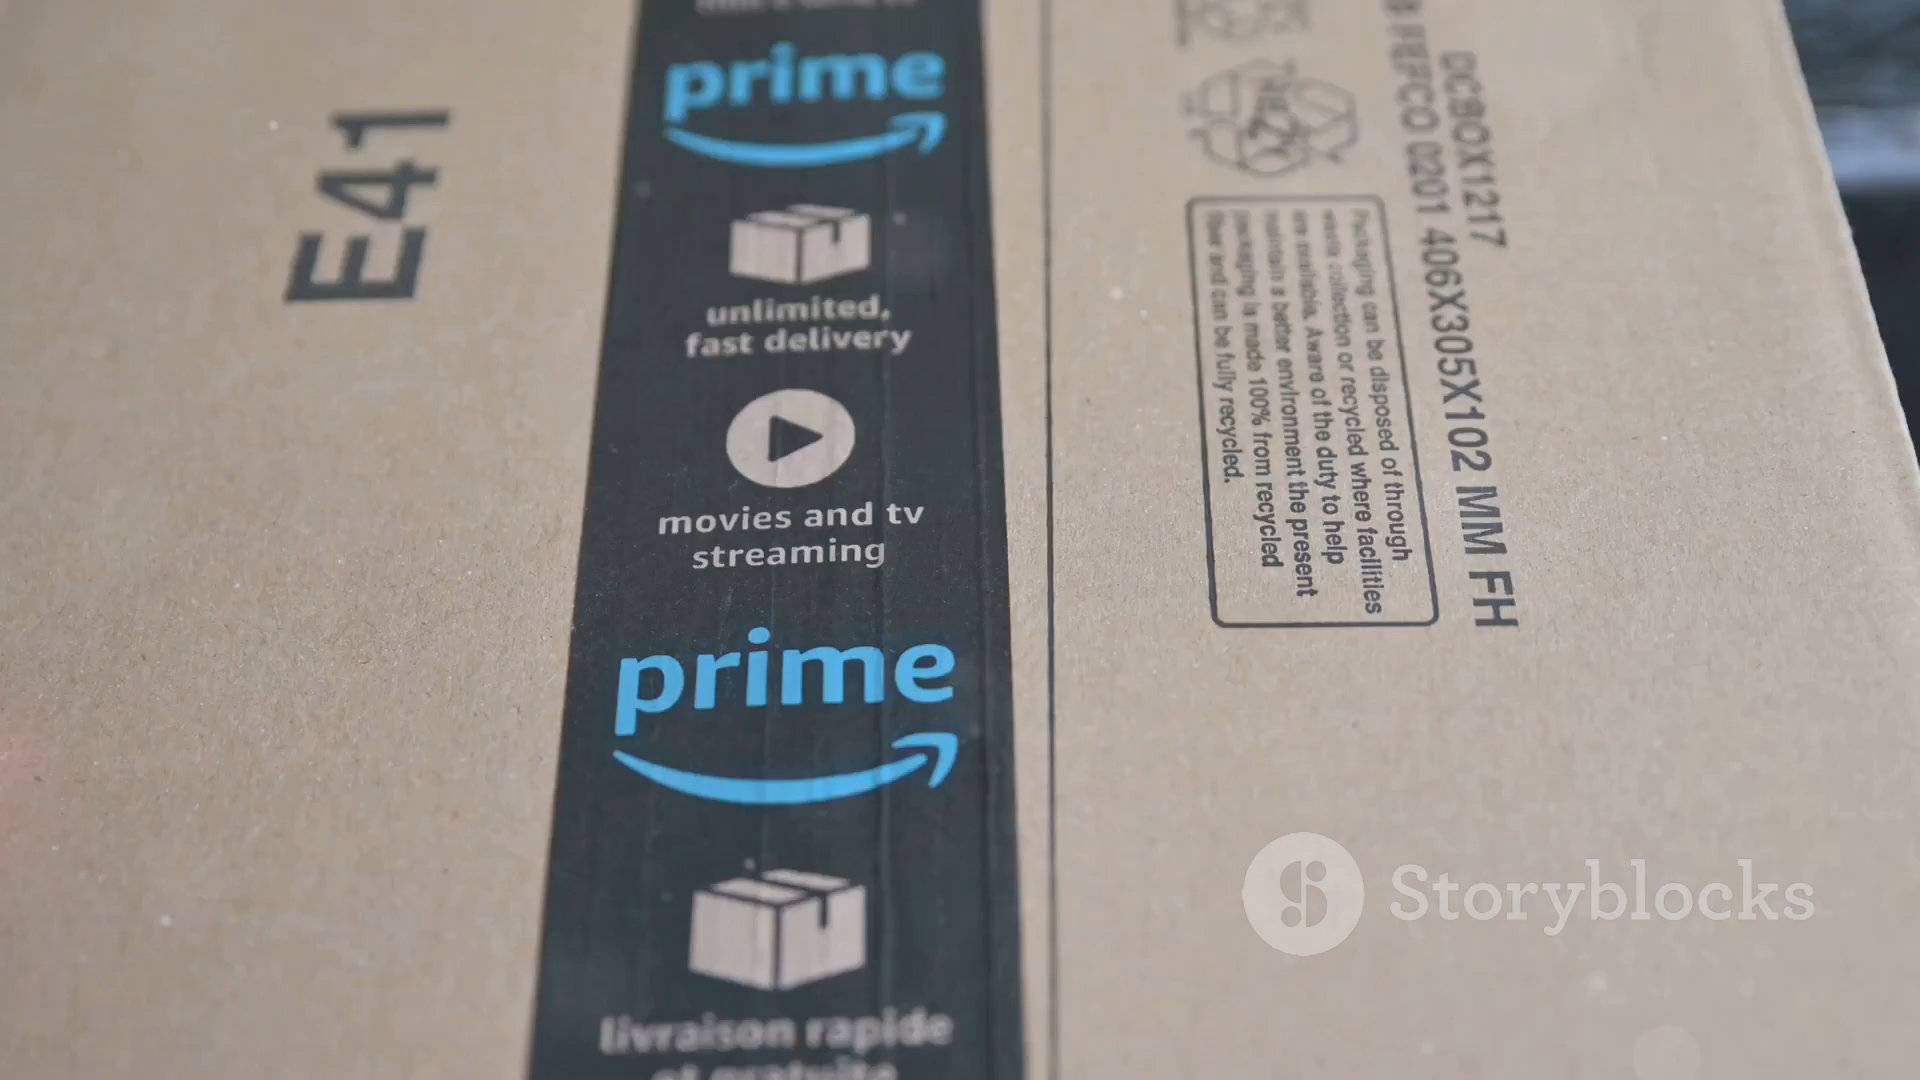 prime
unlimited,
fast delivery
movies and tv
streaming
prime
livraison rapide
et gratuite
E41
DCBOX1217
FEFCO 0201 406X305X102 MM FH
Packaging can be disposed of through
waste collection or recycled where facilities
are available. Aware of the duty to help
maintain a better environment the present
packaging is made 100% from recycled
fiber and can be fully recycled.
Storyblocks